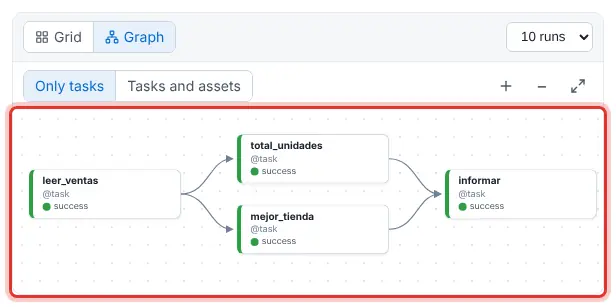 Grid
Graph
10 runs
Only tasks
Tasks and assets
total_unidades
@task
success
leer_ventas
@task
success
informar
@task
success
mejor_tienda
@task
success